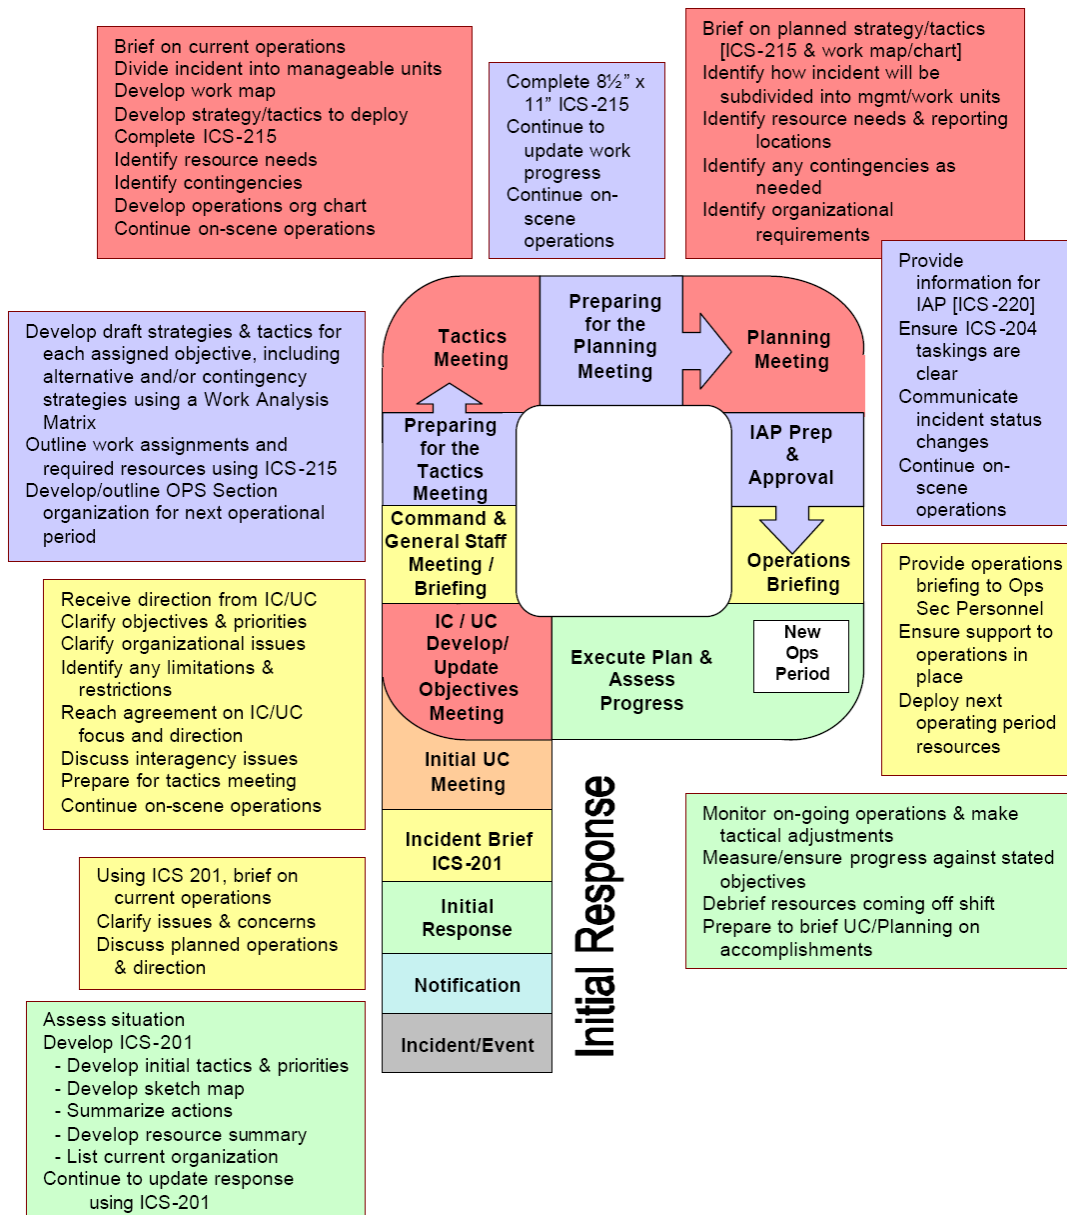 Brief on current operations
Divide incident into manageable units
Develop work map
Develop strategy/tactics to deploy
Complete ICS-215
Identify resource needs
Identify contingencies
Develop operations org chart
Continue on-scene operations
Complete 8½” x
11” ICS-215
Continue to
update work
progress
Continue on-
scene
operations
Brief on planned strategy/tactics
[ICS-215 & work map/chart]
Identify how incident will be
subdivided into mgmt/work units
Identify resource needs & reporting
locations
Identify any contingencies as
needed
Identify organizational
requirements
Provide
information for
IAP [ICS-220]
Ensure ICS-204
taskings are
clear
Communicate
incident status
changes
Continue on-
scene
operations
Develop draft strategies & tactics for
each assigned objective, including
alternative and/or contingency
strategies using a Work Analysis
Matrix
Outline work assignments and
required resources using ICS-215
Develop/outline OPS Section
organization for next operational
period
Tactics
Meeting
Preparing
for the
Planning
Meeting
Planning
Meeting
Preparing
for the
Tactics
Meeting
IAP Prep
&
Approval
Command &
General Staff
Meeting /
Briefing
Operations
Briefing
IC / UC
Develop/
Update
Objectives
Meeting
Execute Plan &
Assess
Progress
New
Ops
Period
Initial UC
Meeting
Incident Brief
ICS-201
Initial
Response
Notification
Incident/Event
Initial Response
Receive direction from IC/UC
Clarify objectives & priorities
Clarify organizational issues
Identify any limitations &
restrictions
Reach agreement on IC/UC
focus and direction
Discuss interagency issues
Prepare for tactics meeting
Continue on-scene operations
Provide operations
briefing to Ops
Sec Personnel
Ensure support to
operations in
place
Deploy next
operating period
resources
Using ICS 201, brief on
current operations
Clarify issues & concerns
Discuss planned operations
& direction
Monitor on-going operations & make
tactical adjustments
Measure/ensure progress against stated
objectives
Debrief resources coming off shift
Prepare to brief UC/Planning on
accomplishments
Assess situation
Develop ICS-201
- Develop initial tactics & priorities
- Develop sketch map
- Summarize actions
- Develop resource summary
- List current organization
Continue to update response
using ICS-201